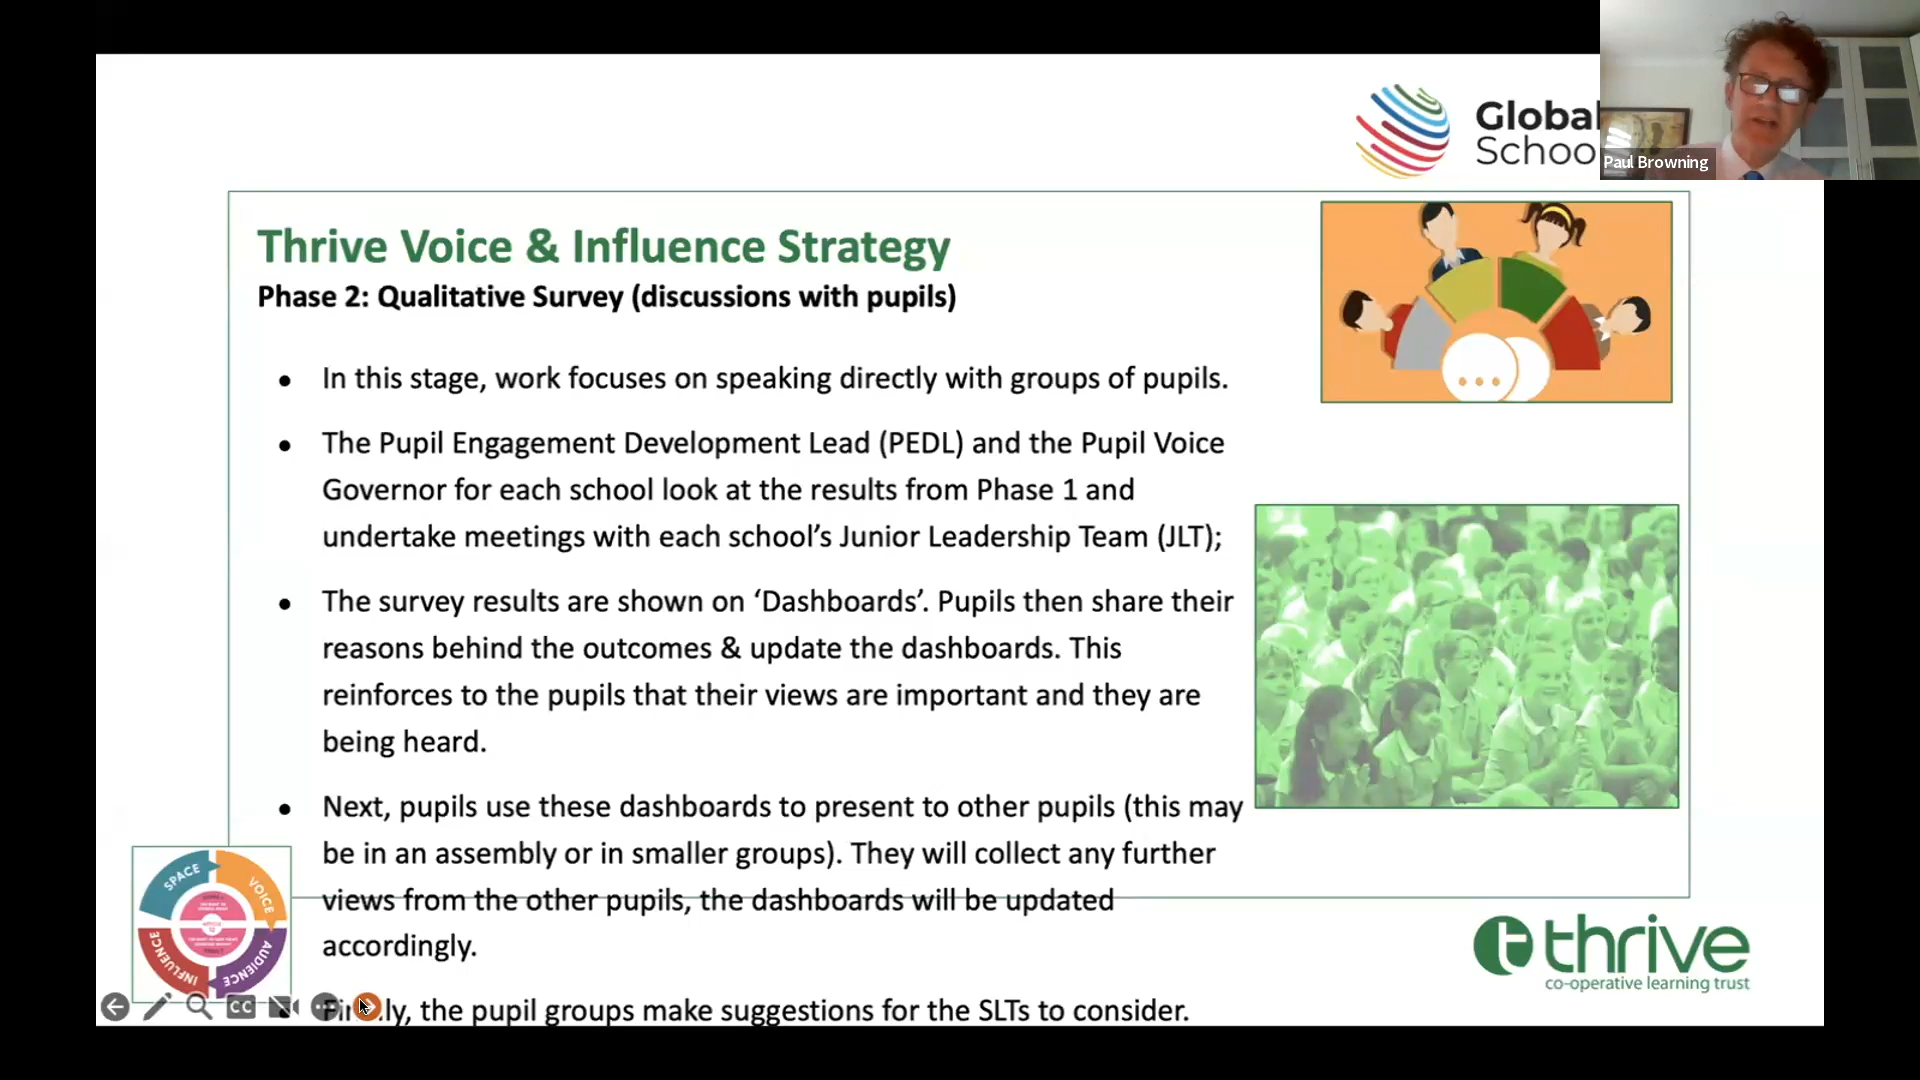 Global
Schoo
Paul Browning
Thrive Voice & Influence Strategy
Phase 2: Qualitative Survey (discussions with pupils)
• In this stage, work focuses on speaking directly with groups of pupils.
• The Pupil Engagement Development Lead (PEDL) and the Pupil Voice
Governor for each school look at the results from Phase 1 and
undertake meetings with each school’s Junior Leadership Team (JLT);
• The survey results are shown on ‘Dashboards’. Pupils then share their
reasons behind the outcomes & update the dashboards. This
reinforces to the pupils that their views are important and they are
being heard.
• Next, pupils use these dashboards to present to other pupils (this may
be in an assembly or in smaller groups). They will collect any further
views from the other pupils, the dashboards will be updated
accordingly.
the pupil groups make suggestions for the SLTs to consider.
SPACE
VOICE
INFLUENCE
AUDIENCE
CC
thrive
co-operative learning trust